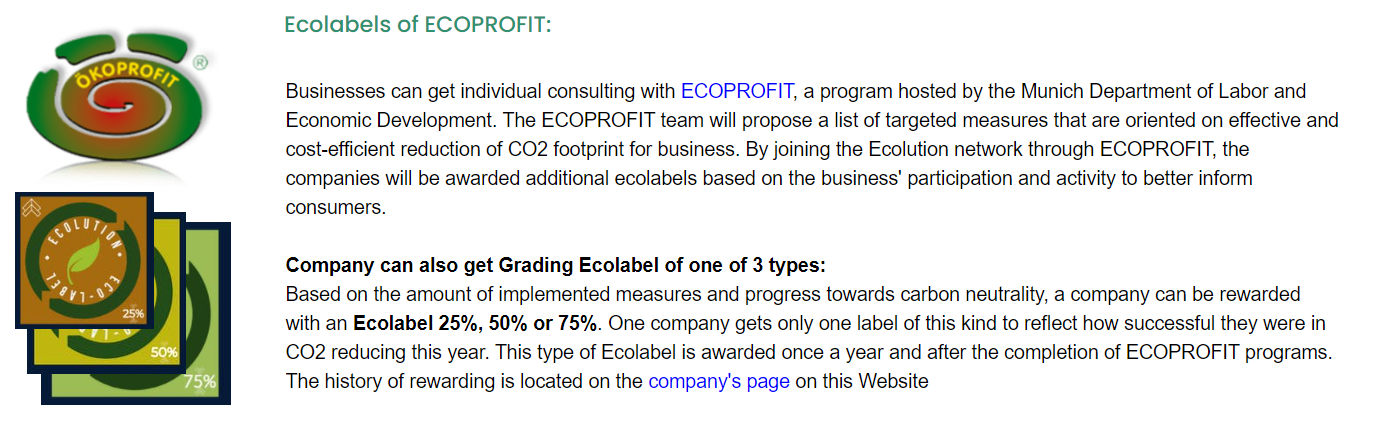 Ecolabels of ECOPROFIT:
ÖKOPROFIT
®
Businesses can get individual consulting with ECOPROFIT, a program hosted by the Munich Department of Labor and
Economic Development. The ECOPROFIT team will propose a list of targeted measures that are oriented on effective and
cost-efficient reduction of CO2 footprint for business. By joining the Ecolution network through ECOPROFIT, the
companies will be awarded additional ecolabels based on the business' participation and activity to better inform
consumers.
ECOLUTION
ECO-LABEL
25%
50%
75%
Company can also get Grading Ecolabel of one of 3 types:
Based on the amount of implemented measures and progress towards carbon neutrality, a company can be rewarded
with an Ecolabel 25%, 50% or 75%. One company gets only one label of this kind to reflect how successful they were in
CO2 reducing this year. This type of Ecolabel is awarded once a year and after the completion of ECOPROFIT programs.
The history of rewarding is located on the company's page on this Website